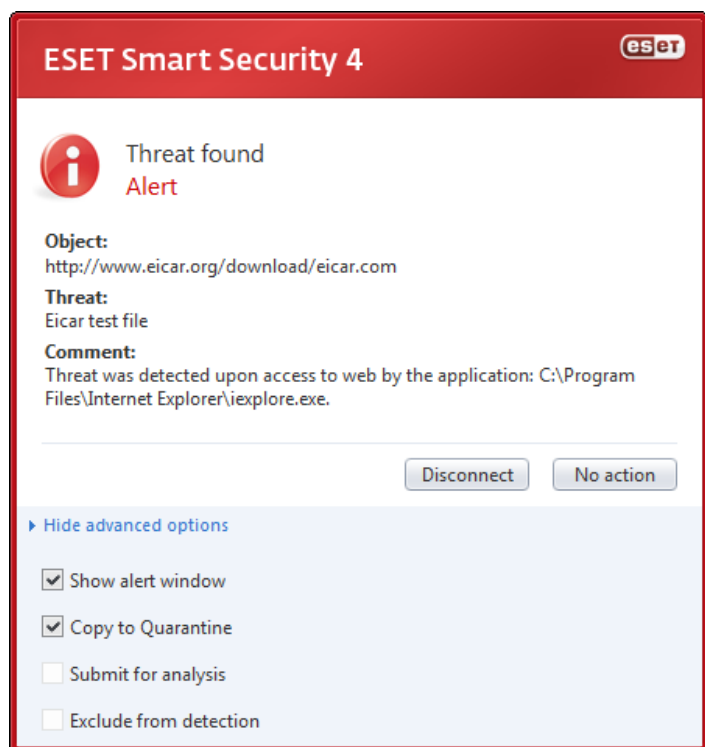 ESET Smart Security 4
eseT
Threat found
Alert
Object:
http://www.eicar.org/download/eicar.com
Threat:
Eicar test file
Comment:
Threat was detected upon access to web by the application: C:\Program
Files\Internet Explorer\iexplore.exe.
Disconnect
No action
Hide advanced options
Show alert window
Copy to Quarantine
Submit for analysis
Exclude from detection